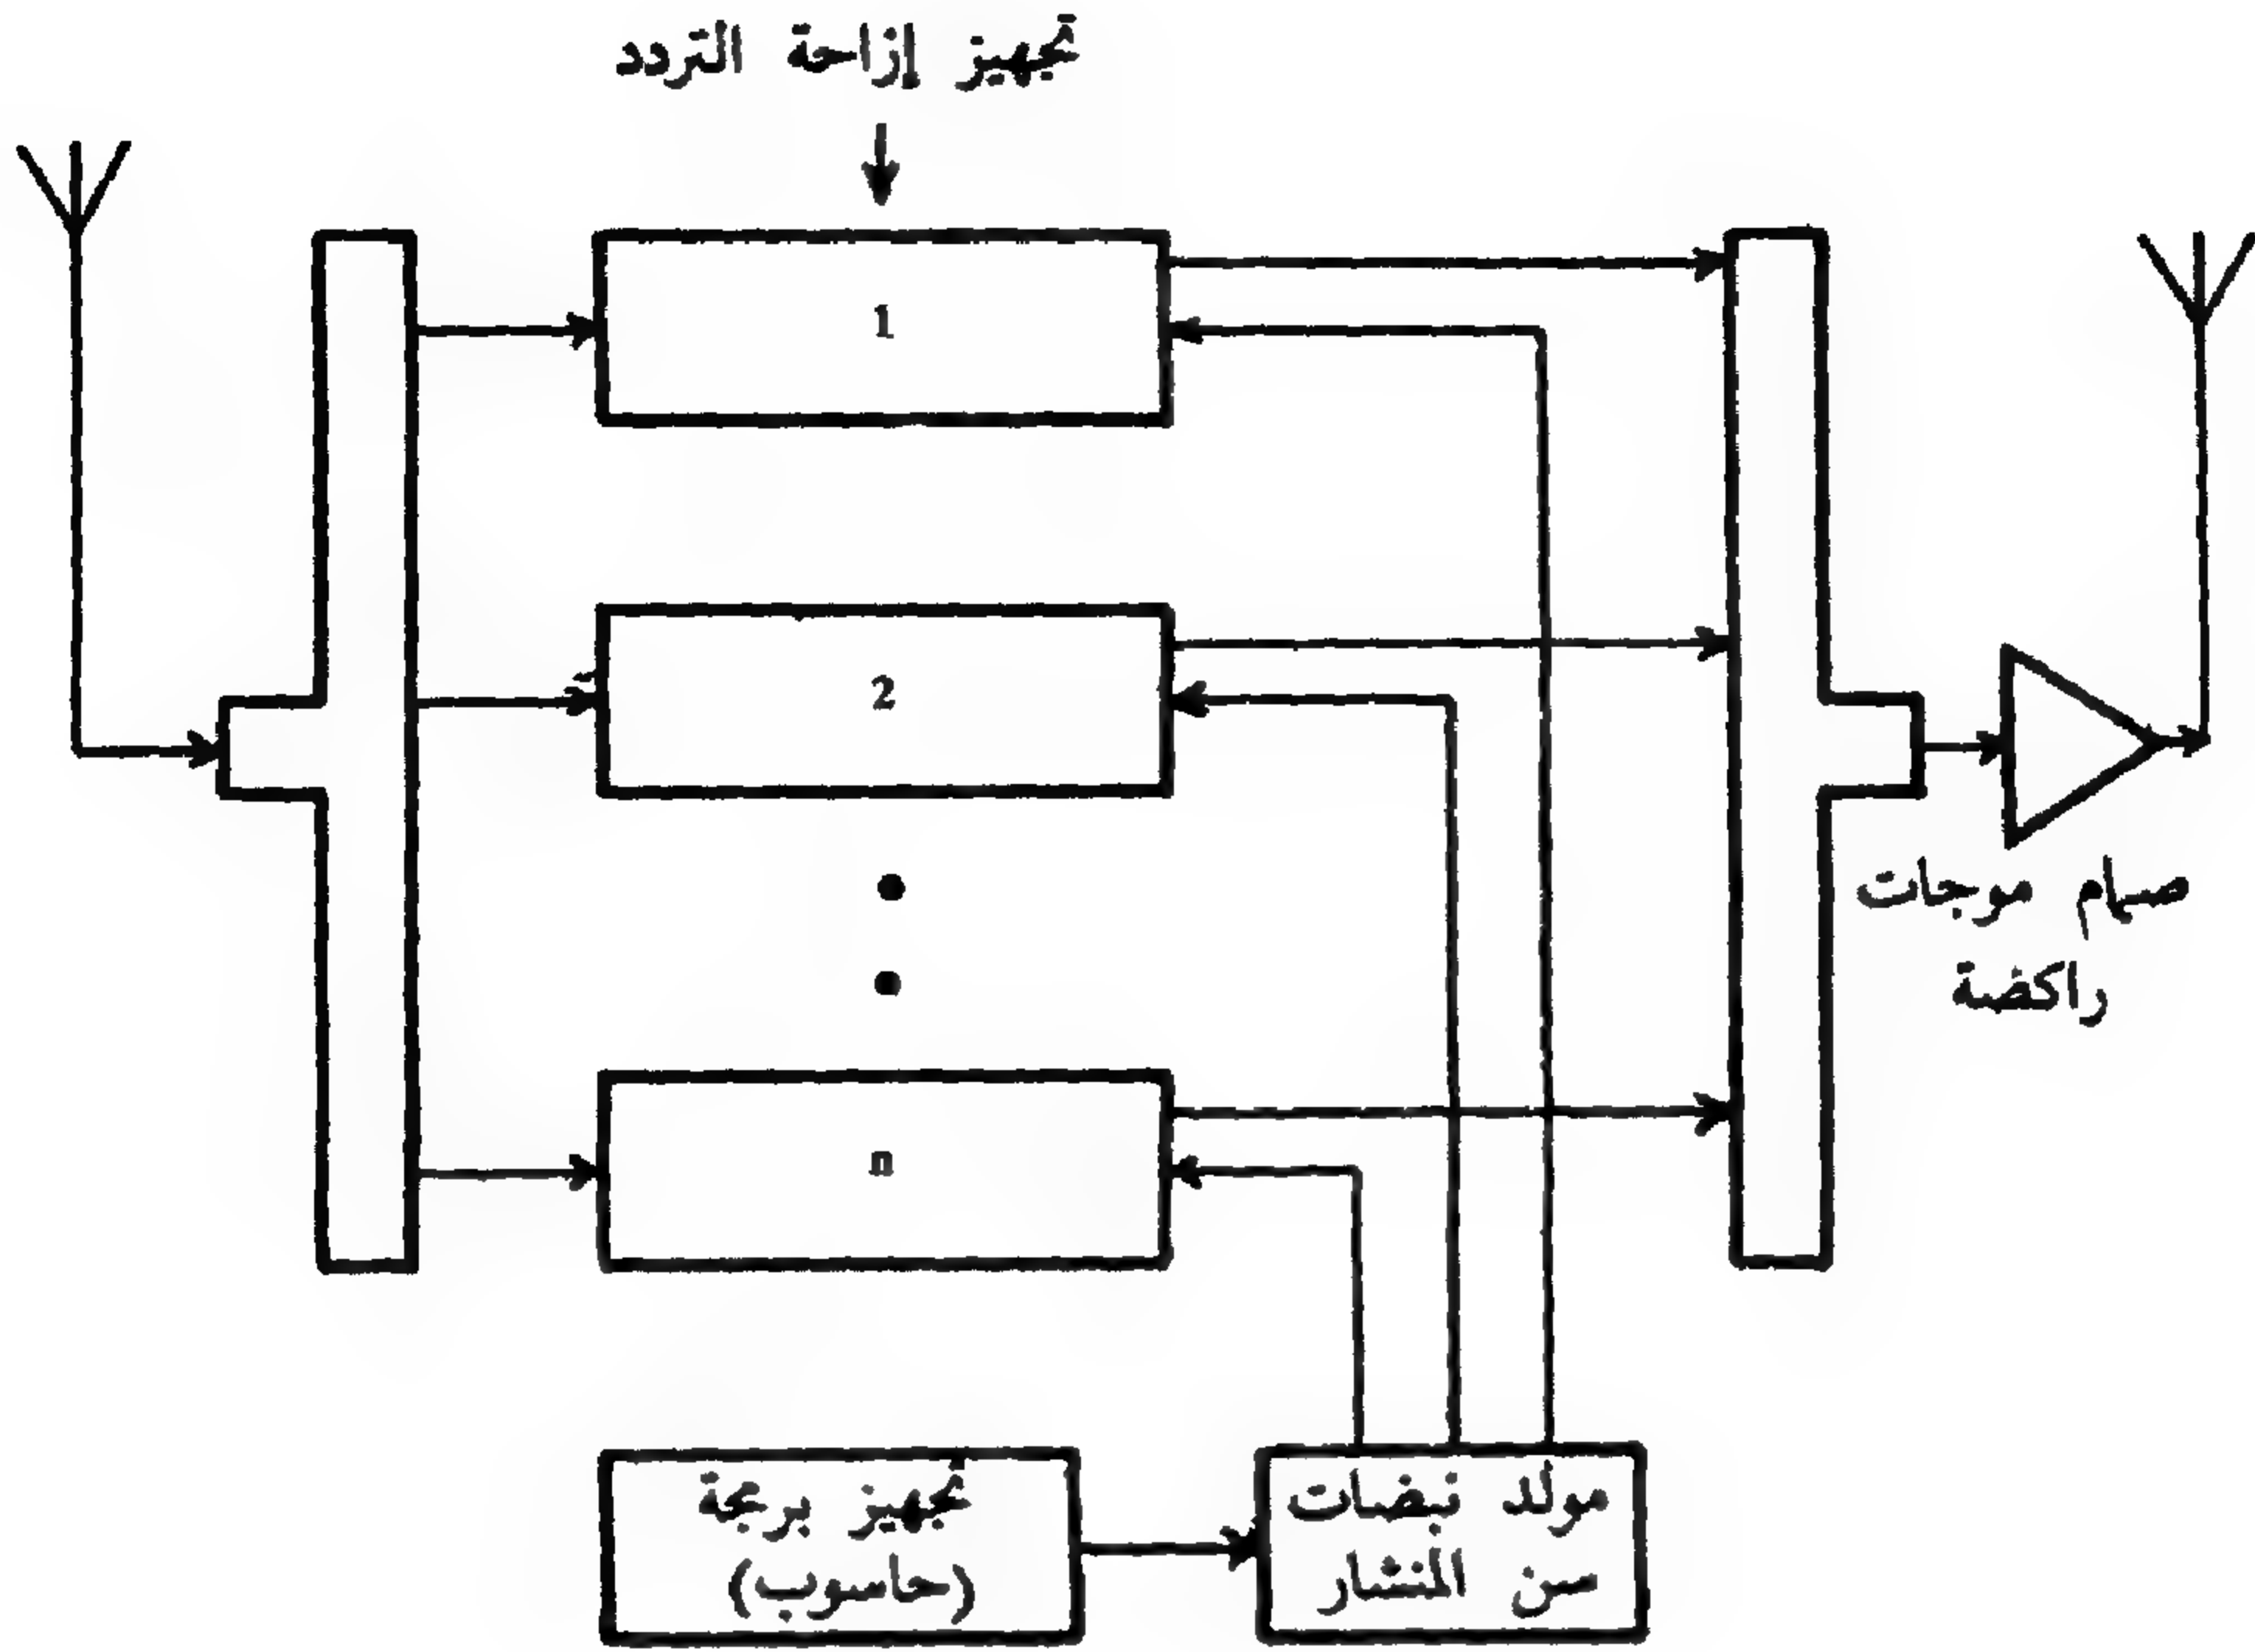 تجهيز إزاحة التردد
1
2
صمام موجات
راكضة
n
تجهيز برمجة
(حاسوب)
مولد نبضات
سن المنشار